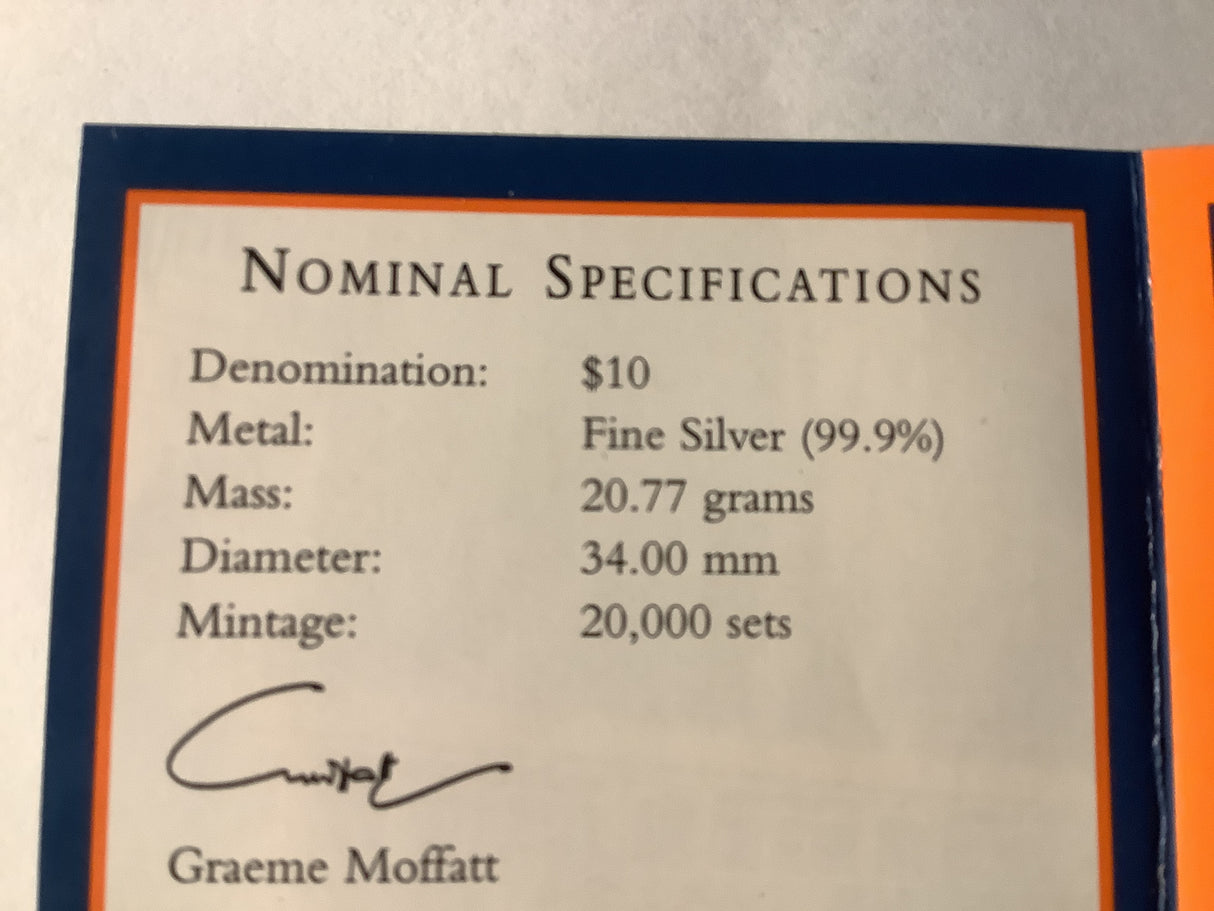 NOMINAL SPECIFICATIONS
Denomination: $10
Metal: Fine Silver (99.9%)
Mass: 20.77 grams
Diameter: 34.00 mm
Mintage: 20,000 sets
Graeme Moffatt